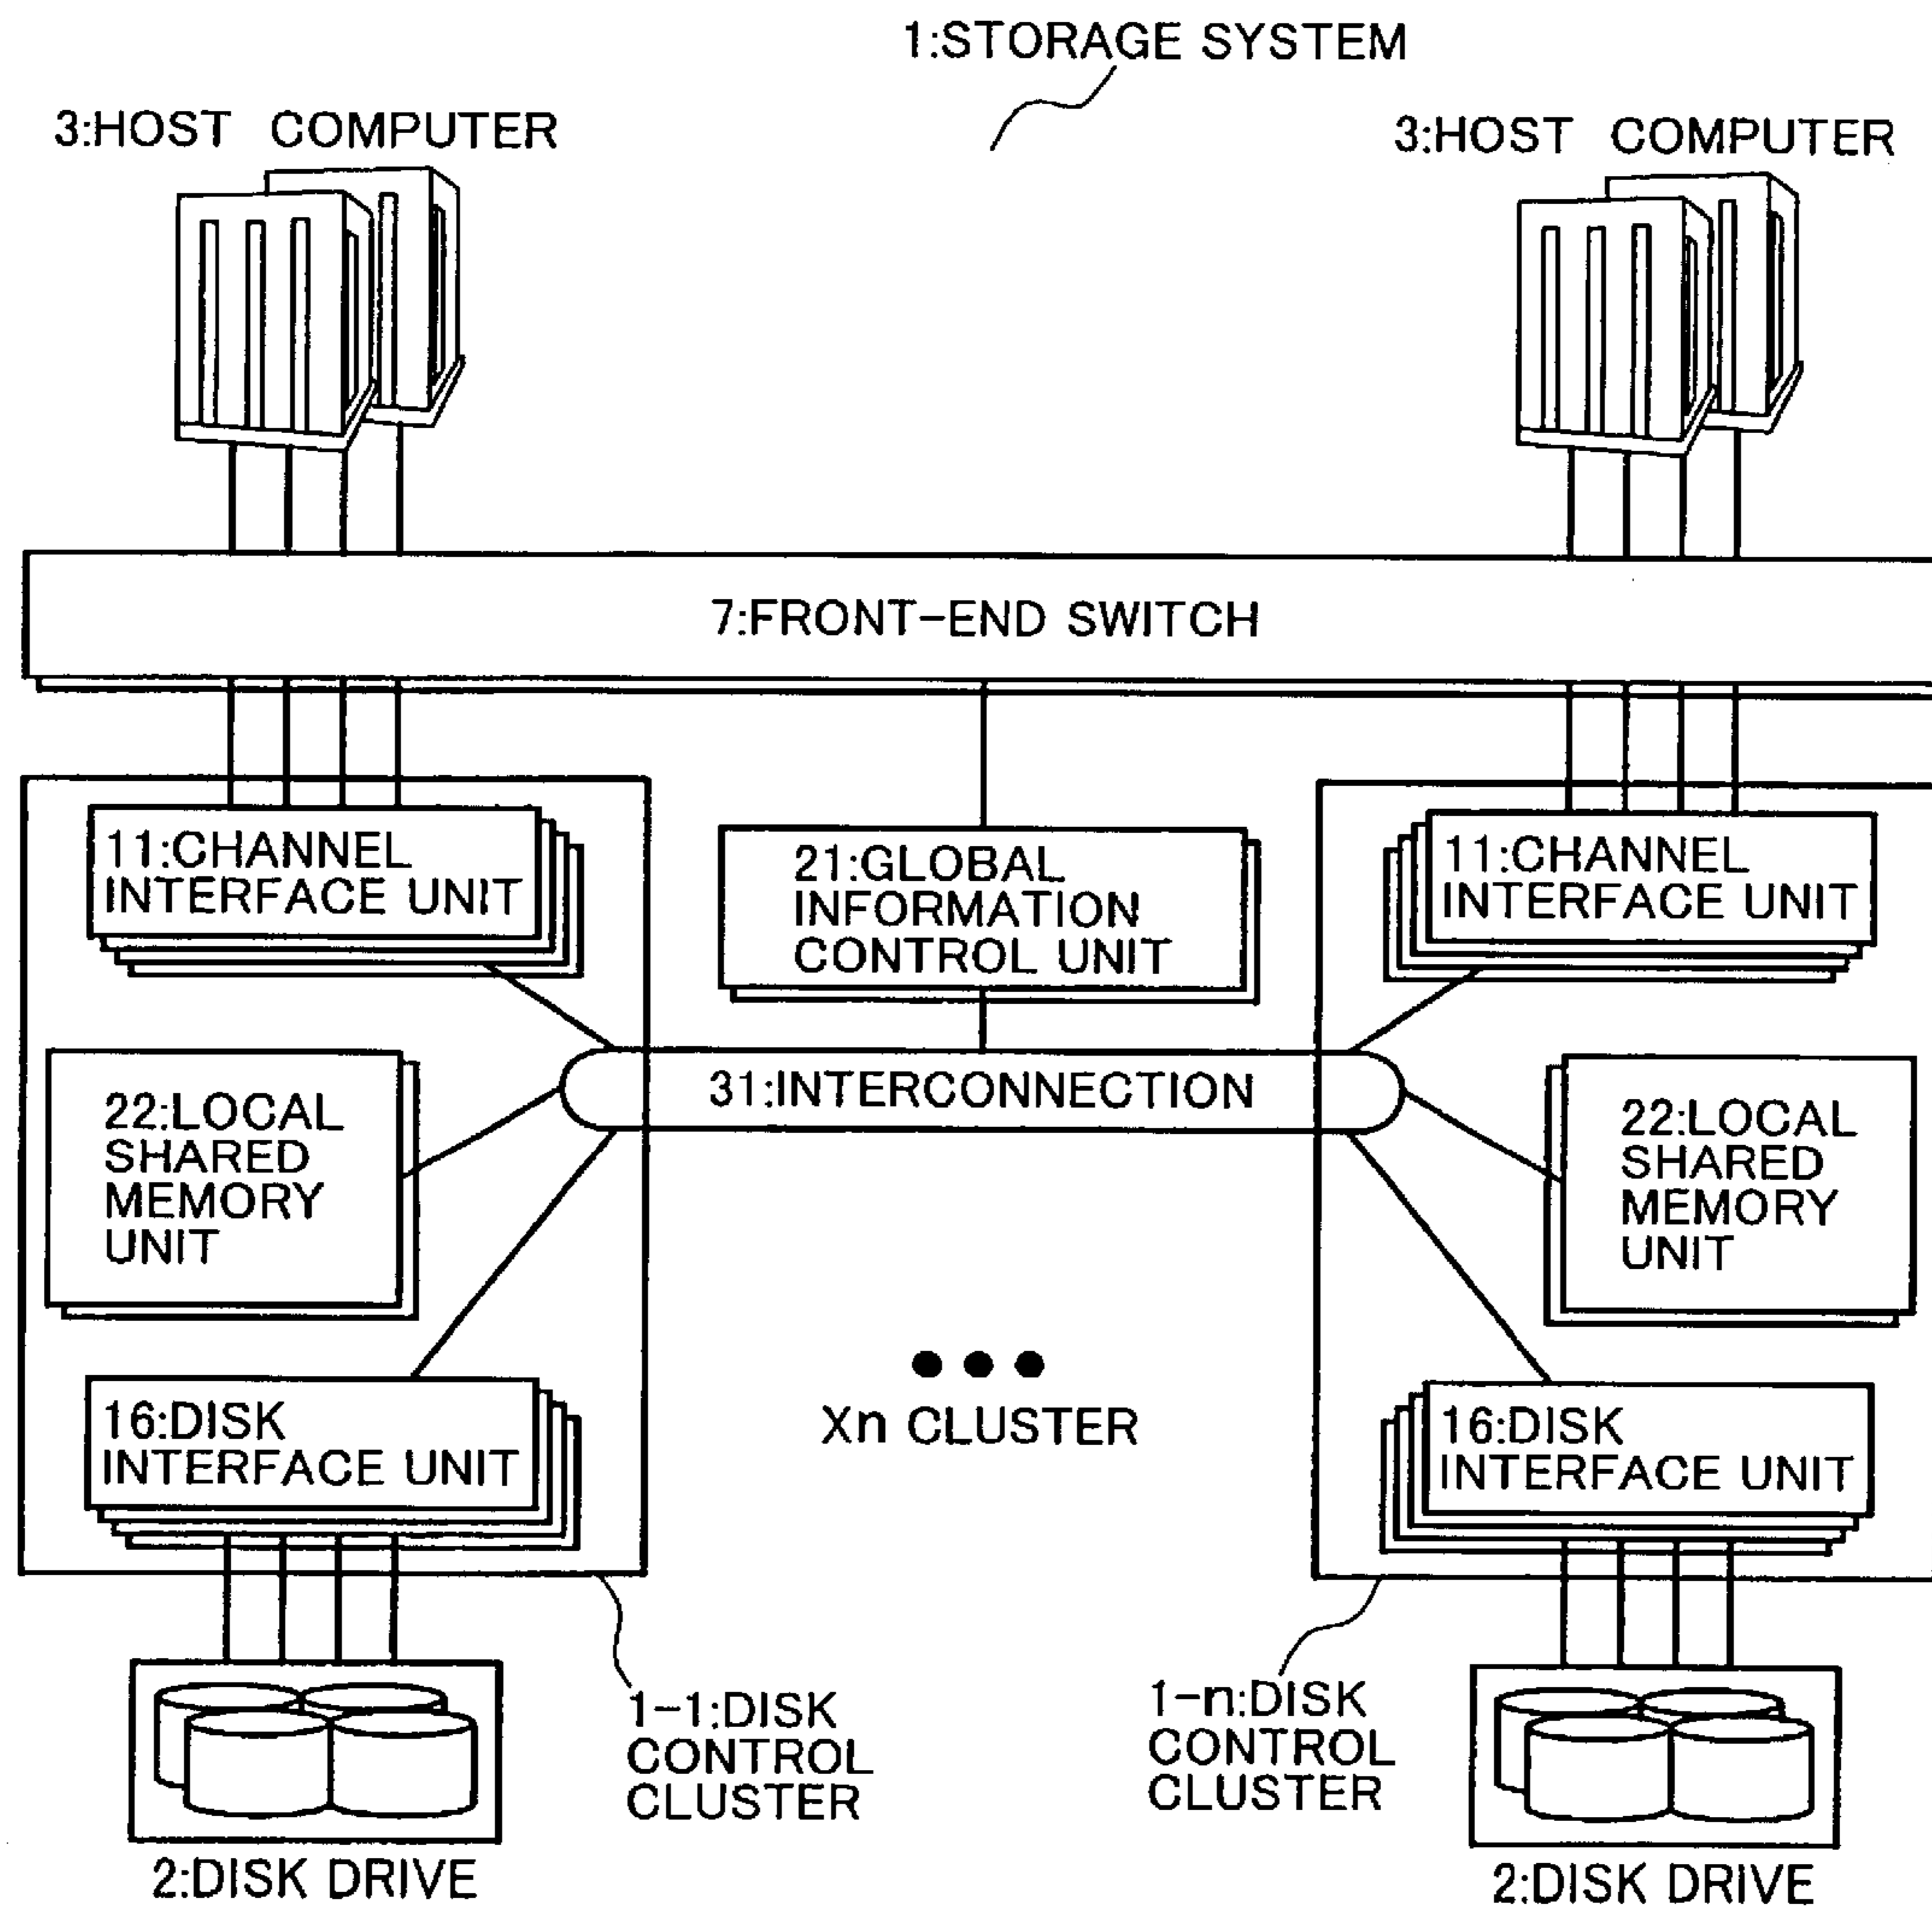 1:STORAGE SYSTEM
3:HOST COMPUTER
3:HOST COMPUTER
7:FRONT-END SWITCH
11:CHANNEL
INTERFACE UNIT
21:GLOBAL
INFORMATION
CONTROL UNIT
11:CHANNEL
INTERFACE UNIT
31:INTERCONNECTION
22:LOCAL
SHARED
MEMORY
UNIT
22:LOCAL
SHARED
MEMORY
UNIT
16:DISK
INTERFACE UNIT
Xn CLUSTER
16:DISK
INTERFACE UNIT
1-1:DISK
CONTROL
CLUSTER
1-n:DISK
CONTROL
CLUSTER
2:DISK DRIVE
2:DISK DRIVE